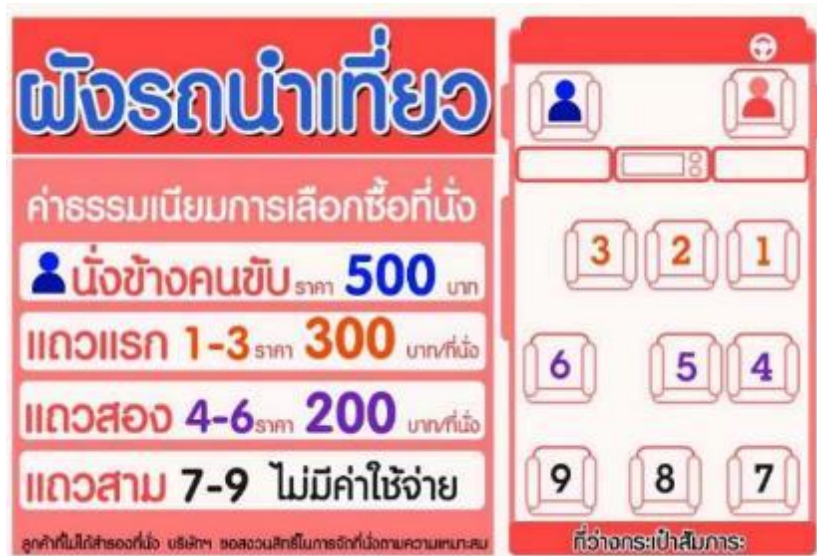 ผังรถนำเที่ยว
ค่าธรรมเนียมการเลือกซื้อที่นั่ง
นั่งข้างคนขับ ราคา 500 บาท
แถวแรก 1-3 ราคา 300 บาท/ที่นั่ง
แถวสอง 4-6 ราคา 200 บาท/ที่นั่ง
แถวสาม 7-9 ไม่มีค่าใช้จ่าย
ลูกค้าที่ไม่ได้สำรองที่นั่ง บริษัทฯ ขอสงวนสิทธิ์ในการจัดที่นั่งตามความเหมาะสม
3 2 1
6 5 4
9 8 7
ที่ว่างกระเป๋าสัมภาระ